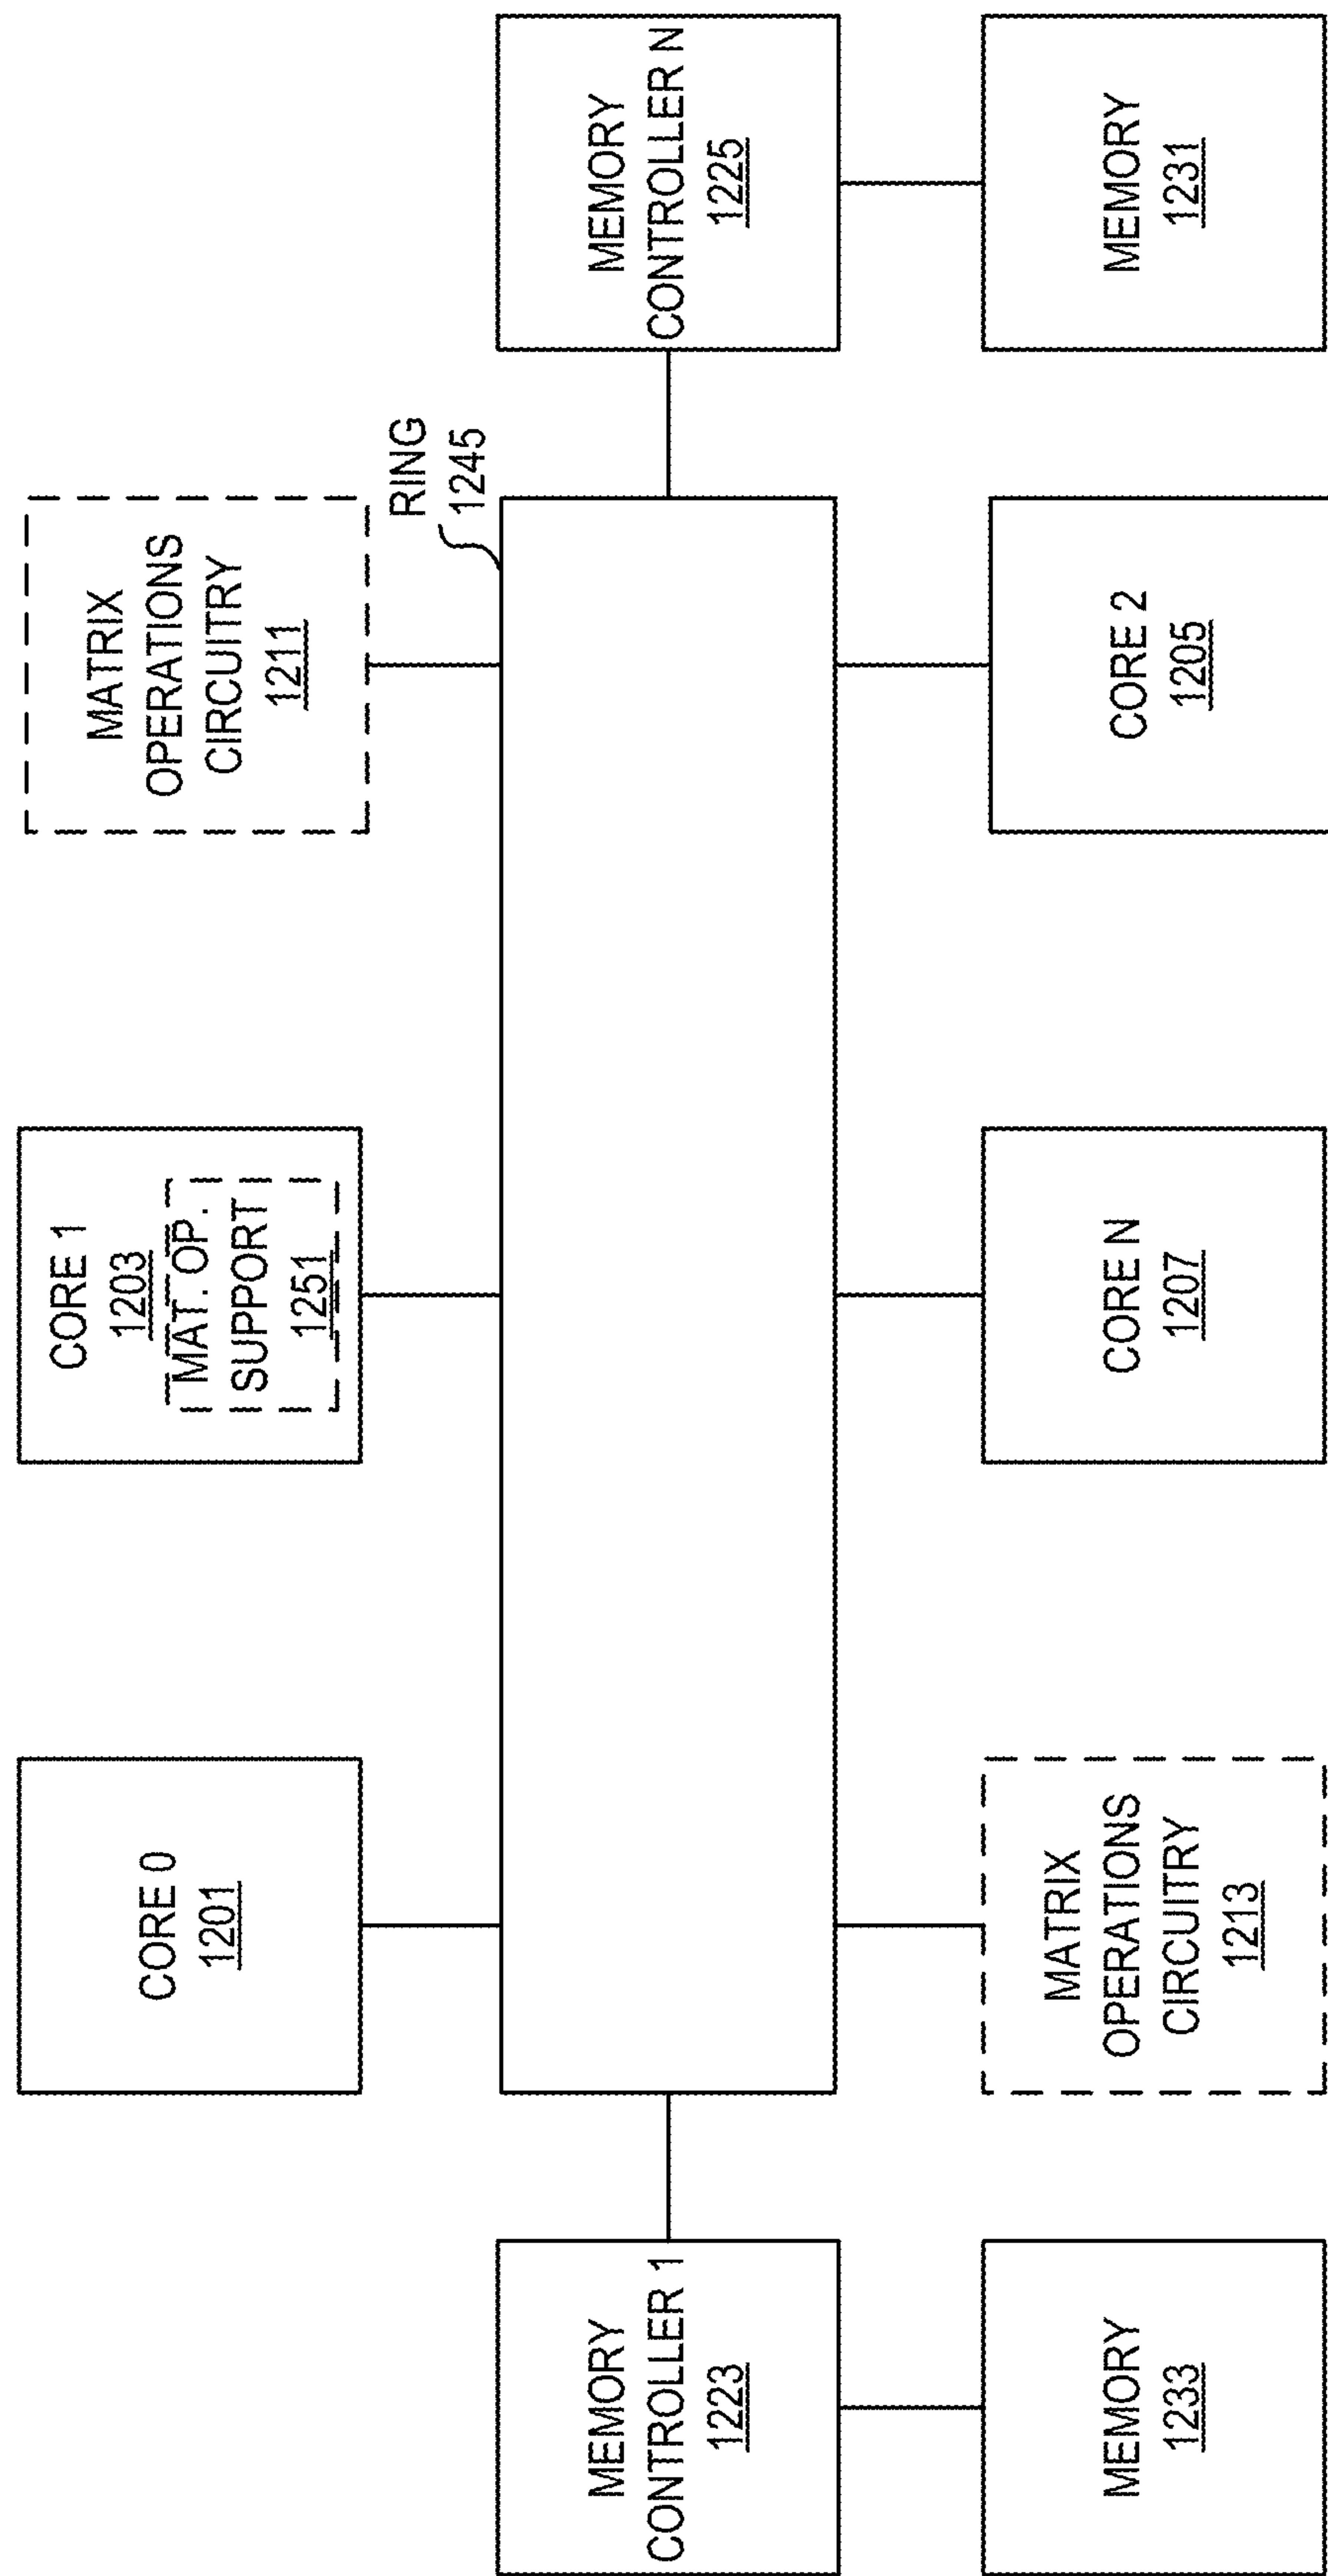 CORE 0
1201
CORE 1
1203
MAT. OP.
SUPPORT
1251
MATRIX
OPERATIONS
CIRCUITRY
1211
RING
1245
MEMORY
CONTROLLER 1
1223
MEMORY
CONTROLLER N
1225
MEMORY
1233
MATRIX
OPERATIONS
CIRCUITRY
1213
CORE N
1207
CORE 2
1205
MEMORY
1231